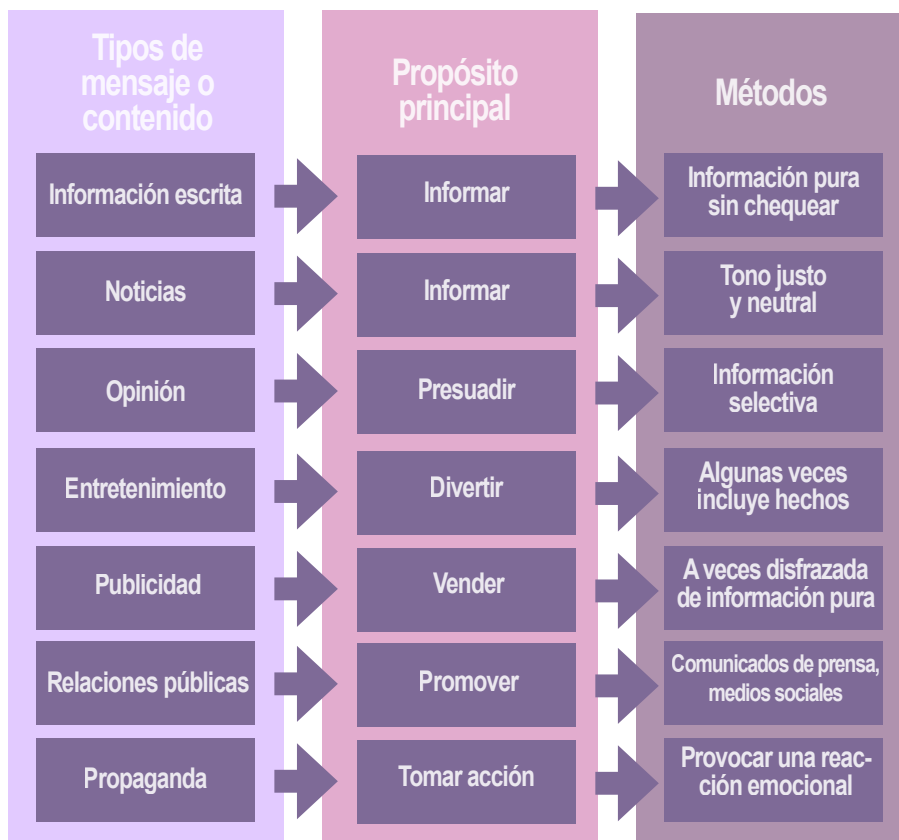 Tipos de
mensaje o
contenido
Propósito
principal
Métodos
Información escrita
Informar
Información pura
sin chequear
Noticias
Informar
Tono justo
y neutral
Opinión
Presuadir
Información
selectiva
Entretenimiento
Divertir
Algunas veces
incluye hechos
Publicidad
Vender
A veces disfrazada
de información pura
Relaciones públicas
Promover
Comunicados de prensa,
medios sociales
Propaganda
Tomar acción
Provocar una reac-
ción emocional